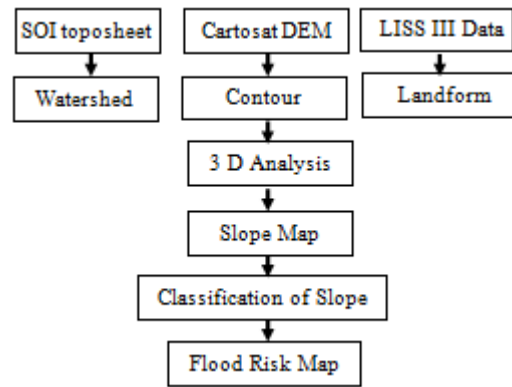 SOI toposheet
Cartosat DEM
LISS III Data
Watershed
Contour
Landform
3 D Analysis
Slope Map
Classification of Slope
Flood Risk Map